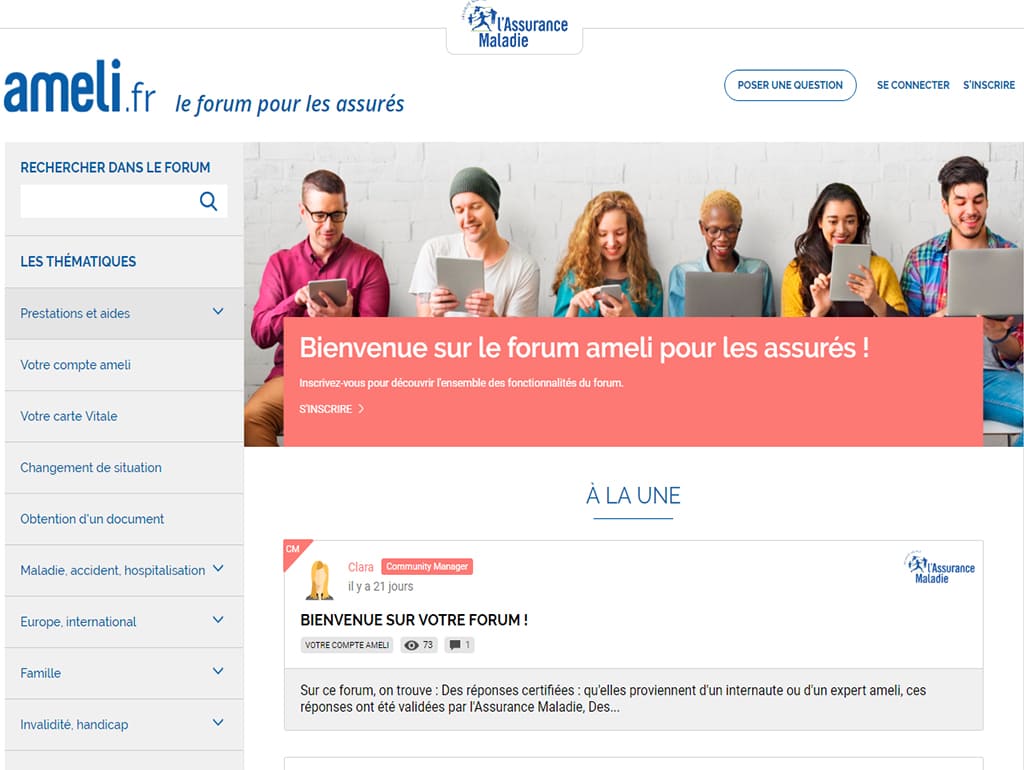 l'Assurance
Maladie
ameli.fr le forum pour les assurés
POSER UNE QUESTION
SE CONNECTER
S'INSCRIRE
RECHERCHER DANS LE FORUM
LES THÉMATIQUES
Prestations et aides
Votre compte ameli
Votre carte Vitale
Changement de situation
Obtention d'un document
Maladie, accident, hospitalisation
Europe, international
Famille
Invalidité, handicap
Bienvenue sur le forum ameli pour les assurés !
Inscrivez-vous pour découvrir l'ensemble des fonctionnalités du forum.
S'INSCRIRE
À LA UNE
CM
Clara Community Manager
il y a 21 jours
l'Assurance
Maladie
BIENVENUE SUR VOTRE FORUM !
VOTRE COMPTE AMELI 73 1
Sur ce forum, on trouve : Des réponses certifiées : qu'elles proviennent d'un internaute ou d'un expert ameli, ces
réponses ont été validées par l'Assurance Maladie, Des...